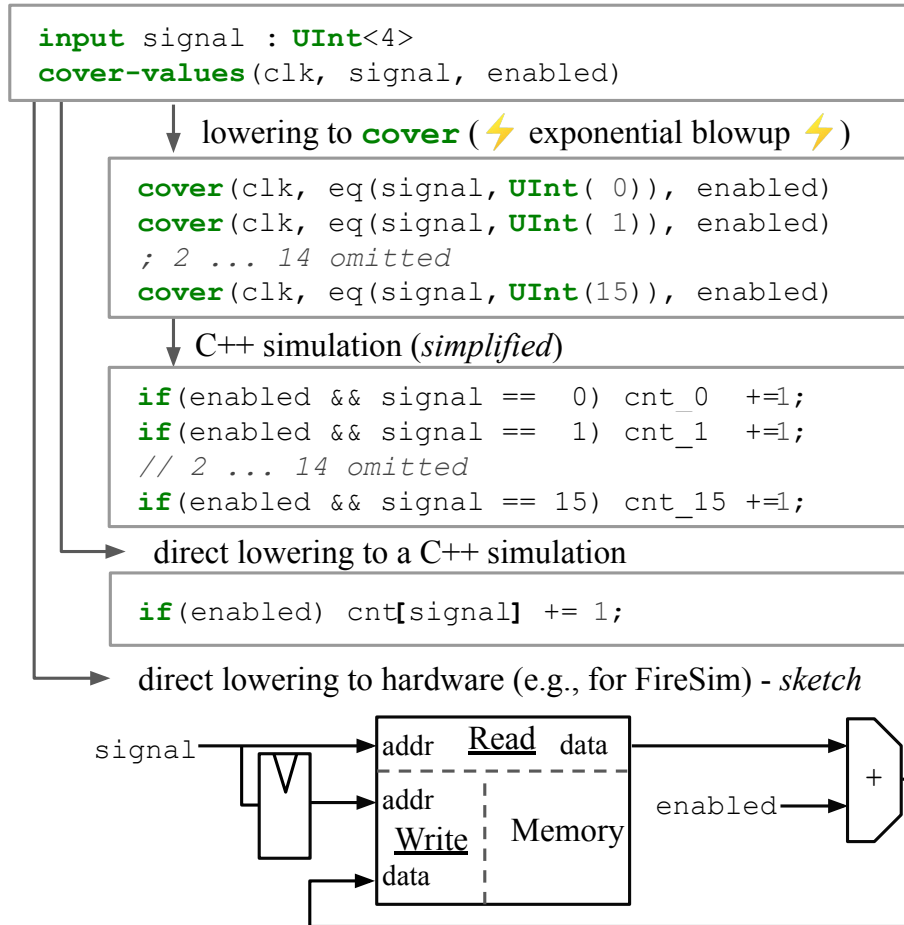 input signal : UInt<4>
cover-values(clk, signal, enabled)
lowering to cover (⚡ exponential blowup ⚡)
cover(clk, eq(signal, UInt( 0)), enabled)
cover(clk, eq(signal, UInt( 1)), enabled)
; 2 ... 14 omitted
cover(clk, eq(signal, UInt(15)), enabled)
C++ simulation (simplified)
if(enabled && signal ==  0) cnt_0  +=1;
if(enabled && signal ==  1) cnt_1  +=1;
// 2 ... 14 omitted
if(enabled && signal == 15) cnt_15 +=1;
direct lowering to a C++ simulation
if(enabled) cnt[signal] += 1;
direct lowering to hardware (e.g., for FireSim) - sketch
signal addr Read data
addr enabled +
Write Memory
data